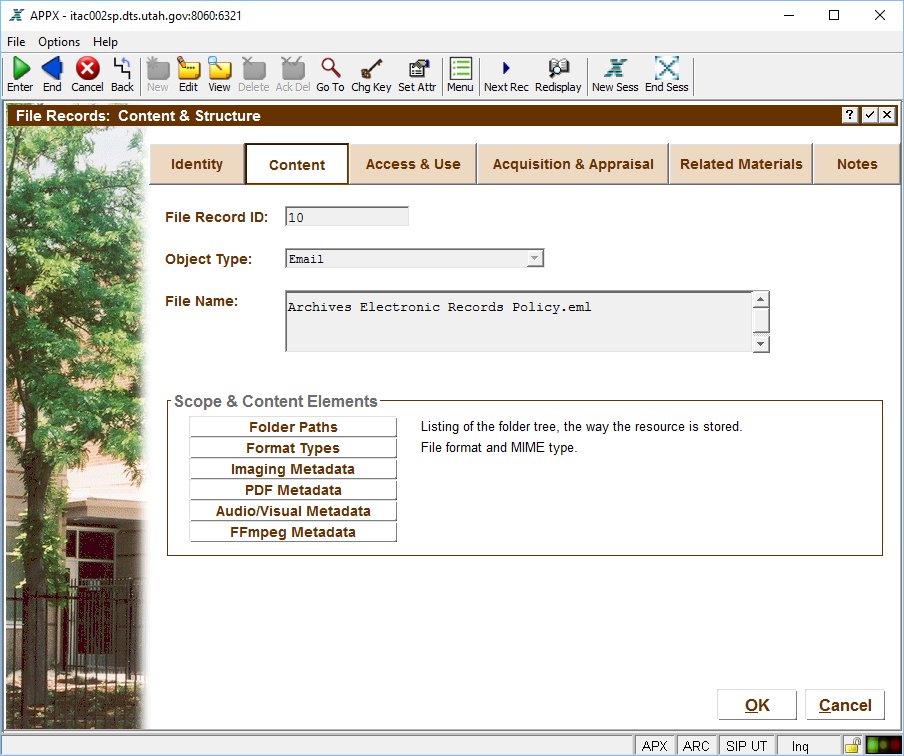 APPX - itac002sp.dts.utah.gov:8060:6321
File Options Help
Enter End Cancel Back New Edit View Delete Ack Del Go To Chg Key Set Attr Menu Next Rec Redisplay New Sess End Sess
File Records: Content & Structure ?
Identity Content Access & Use Acquisition & Appraisal Related Materials Notes
File Record ID: 10
Object Type: Email
File Name: Archives Electronic Records Policy.eml
Scope & Content Elements
Folder Paths Listing of the folder tree, the way the resource is stored.
Format Types File format and MIME type.
Imaging Metadata
PDF Metadata
Audio/Visual Metadata
FFmpeg Metadata
OK Cancel
APX ARC SIP UT Inq